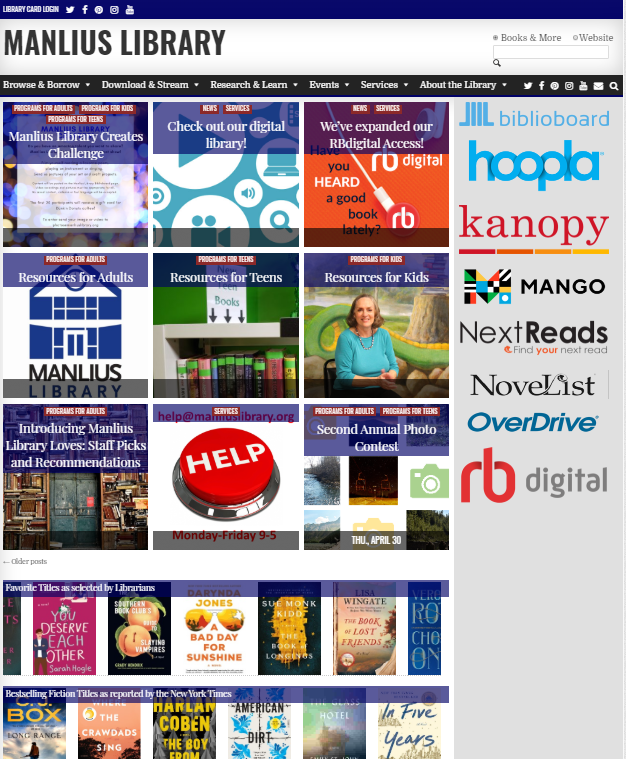 LIBRARY CARD LOGIN
MANLIUS LIBRARY
Books & More Website
Browse & Borrow Download & Stream Research & Learn Events Services About the Library
PROGRAMS FOR ADULTS PROGRAMS FOR KIDS
PROGRAMS FOR TEENS
Manlius Library Creates
Challenge
NEWS SERVICES
Check out our digital
library!
NEWS SERVICES
We've expanded our
RBdigital Access!
Have
you
HEARD
a good
book
lately?
rb digital
rb
PROGRAMS FOR ADULTS
Resources for Adults
MANLIUS
LIBRARY
PROGRAMS FOR TEENS
Resources for Teens
Teen
Books
PROGRAMS FOR KIDS
Resources for Kids
PROGRAMS FOR ADULTS
Introducing Manlius
Library Loves: Staff Picks
and Recommendations
SERVICES
help@manliuslibrary.org
HELP
Monday-Friday 9-5
PROGRAMS FOR ADULTS PROGRAMS FOR TEENS
Second Annual Photo
Contest
THU., APRIL 30
← Older posts
Favorite Titles as selected by Librarians
YOU
DESERVE
EACH
OTHER
Sarah Hogle
SOUTHERN
BOOK CLUB'S
GUIDE
TO
SLAYING
VAMPIRES
GRADY HENDRIX
DARYNDA
JONES
A
BAD DAY
FOR
SUNSHINE
SUE MONK
KIDD
THE
BOOK of
LONGINGS
LISA
WINGATE
THE BOOK
OF LOST
FRIENDS
VERO
RO
CHO
ON
Bestselling Fiction Titles as reported by the New York Times
C.J.
BOX
LONG RANGE
WHERE
THE
CRAWDADS
SING
HARLAN
COBEN
THE BOY
FROM
AMERICAN
DIRT
THE GLASS
HOTEL
In Five
Years
biblioboard
hoopla
kanopy
MANGO
NextReads
Find your next read
NoveList
OverDrive
rb digital